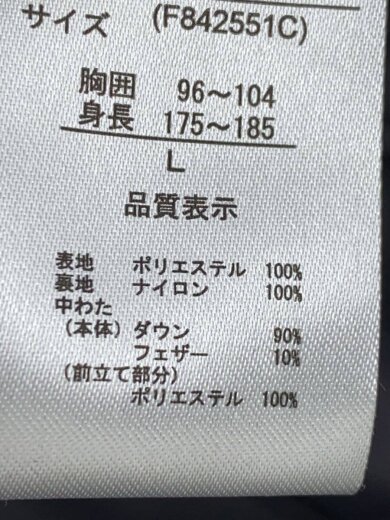 サイズ (F842551C)
胸囲 96～104
身長 175～185
L
品質表示
表地 ポリエステル 100%
裏地 ナイロン 100%
中わた
(本体) ダウン 90%
フェザー 10%
(前立て部分)
ポリエステル 100%